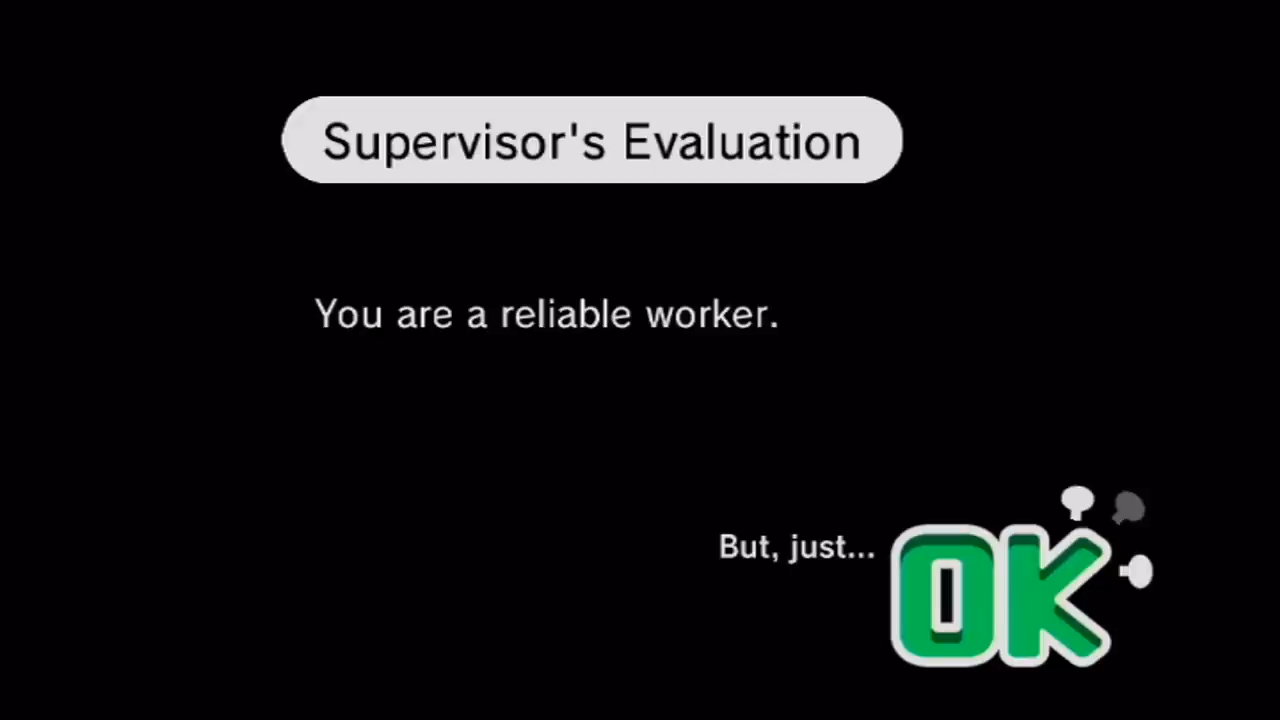 Supervisor's Evaluation
You are a reliable worker.
But, just...
OK